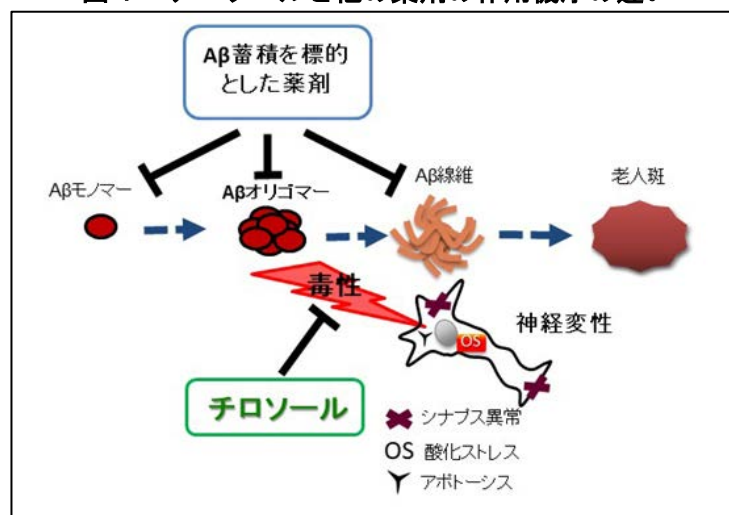 Aβ蓄積を標的
とした薬剤
Aβモノマー
Aβオリゴマー
Aβ線維
老人斑
毒性
神経変性
OS
チロソール
シナプス異常
OS 酸化ストレス
アポトーシス